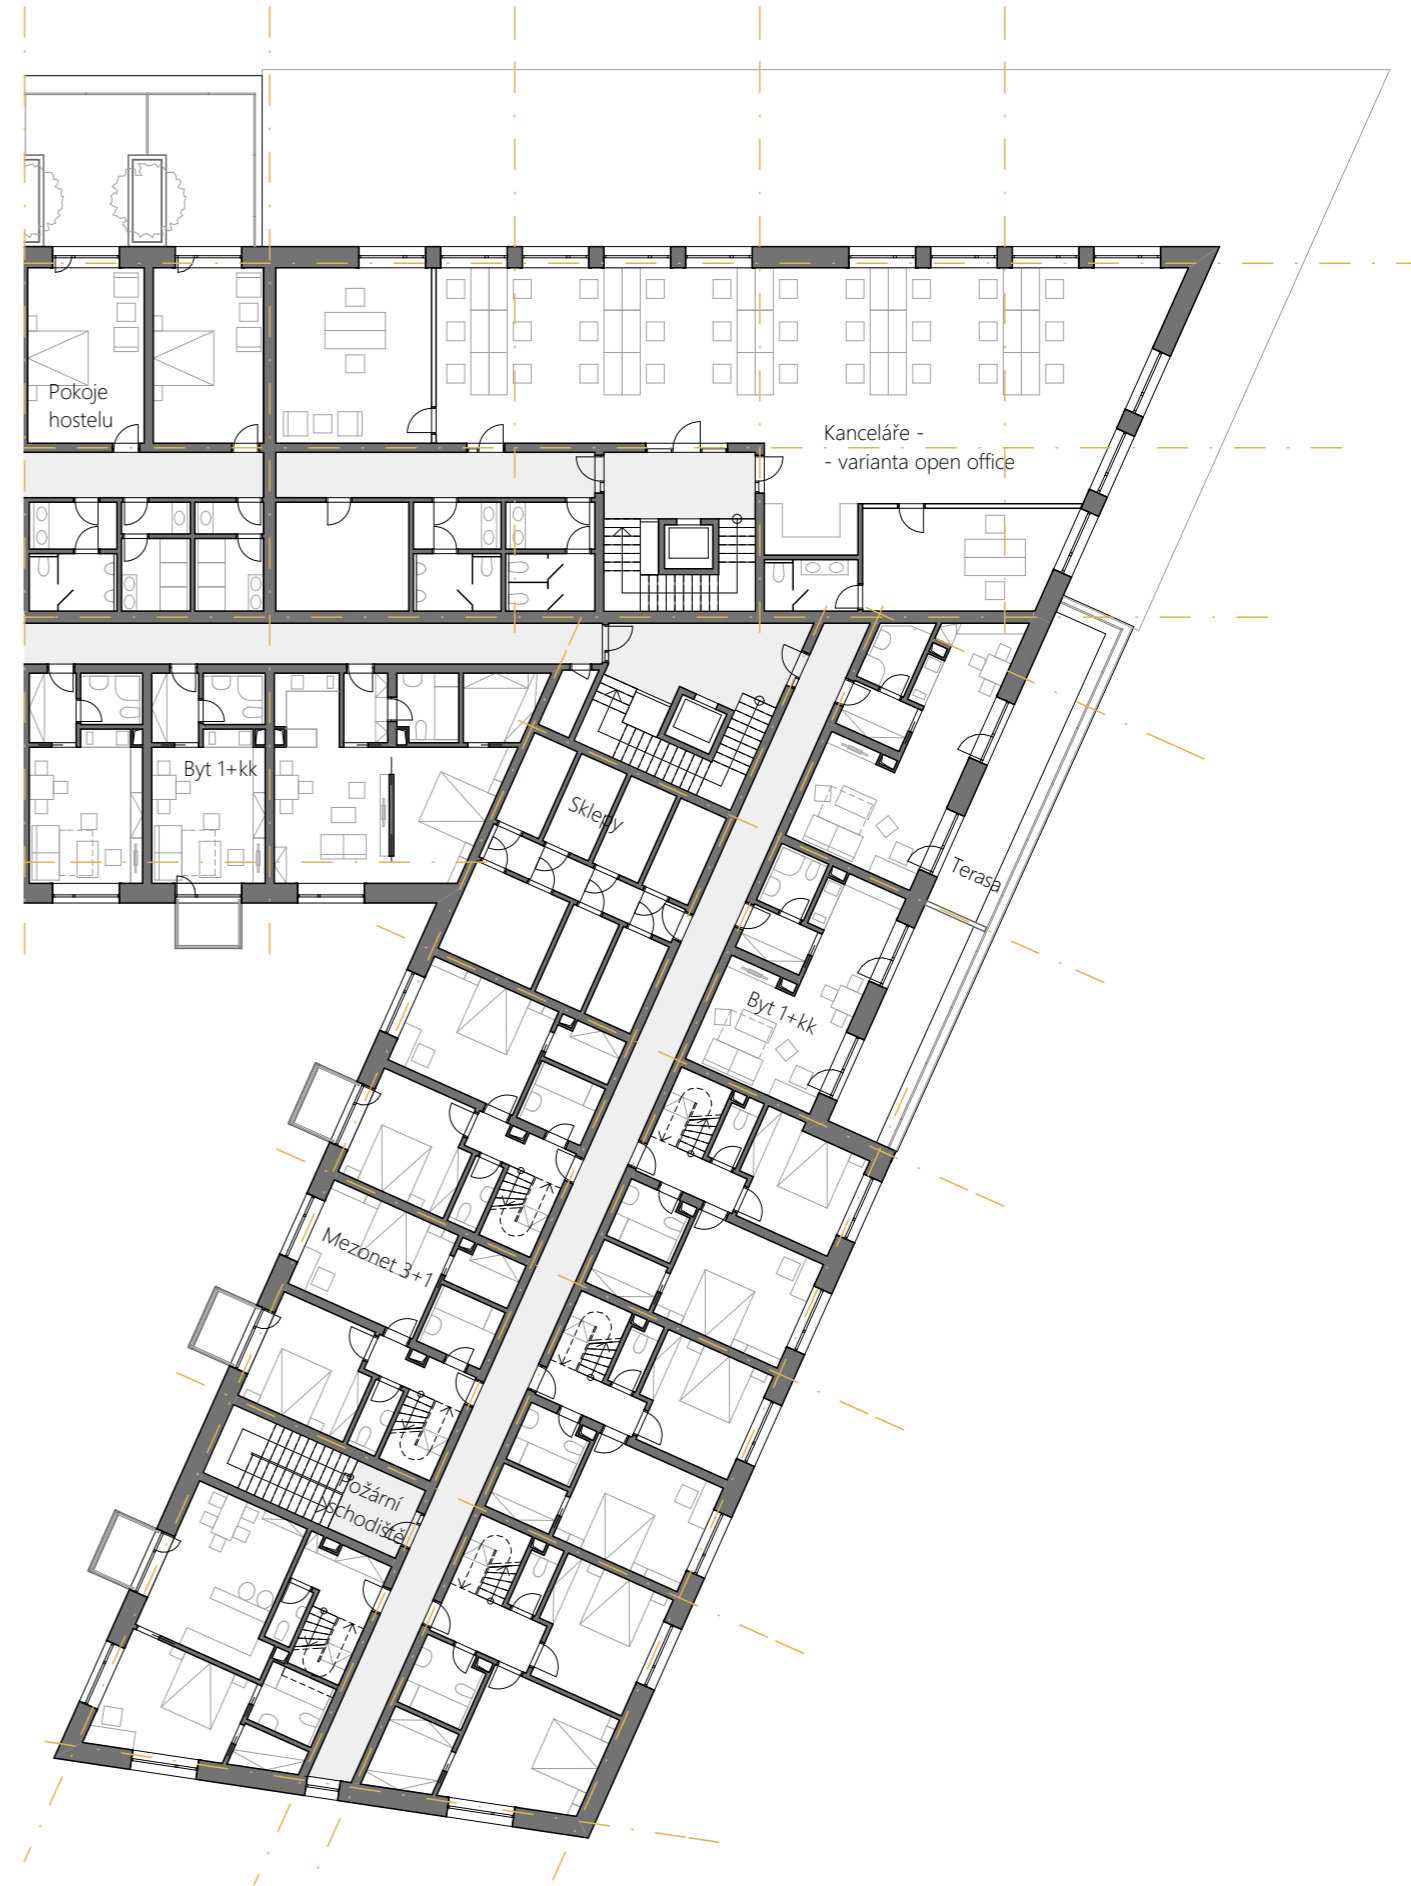 Pokoje
hostelu
Kanceláře -
- varianta open office
Byt 1+kk
Sklepy
Terasa
Byt 1+kk
Mezonet 3+1
Požární
schodiště